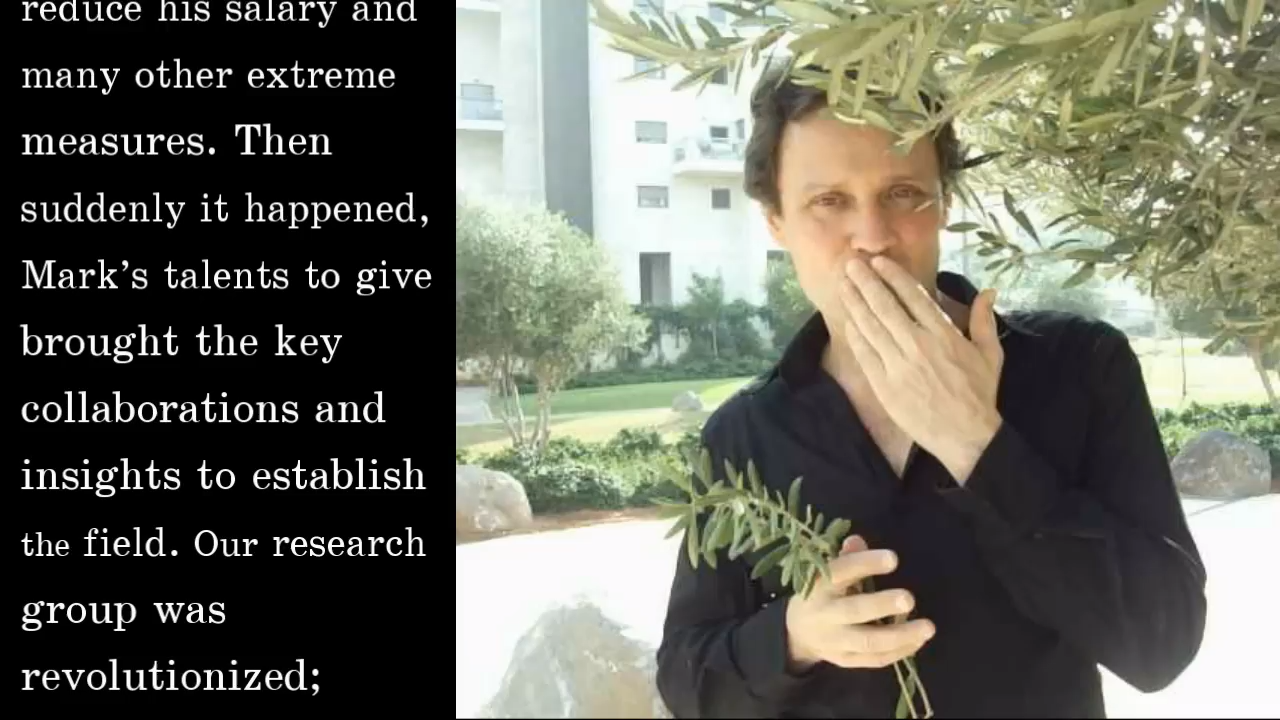 reduce his salary and
many other extreme
measures. Then
suddenly it happened,
Mark’s talents to give
brought the key
collaborations and
insights to establish
the field. Our research
group was
revolutionized;